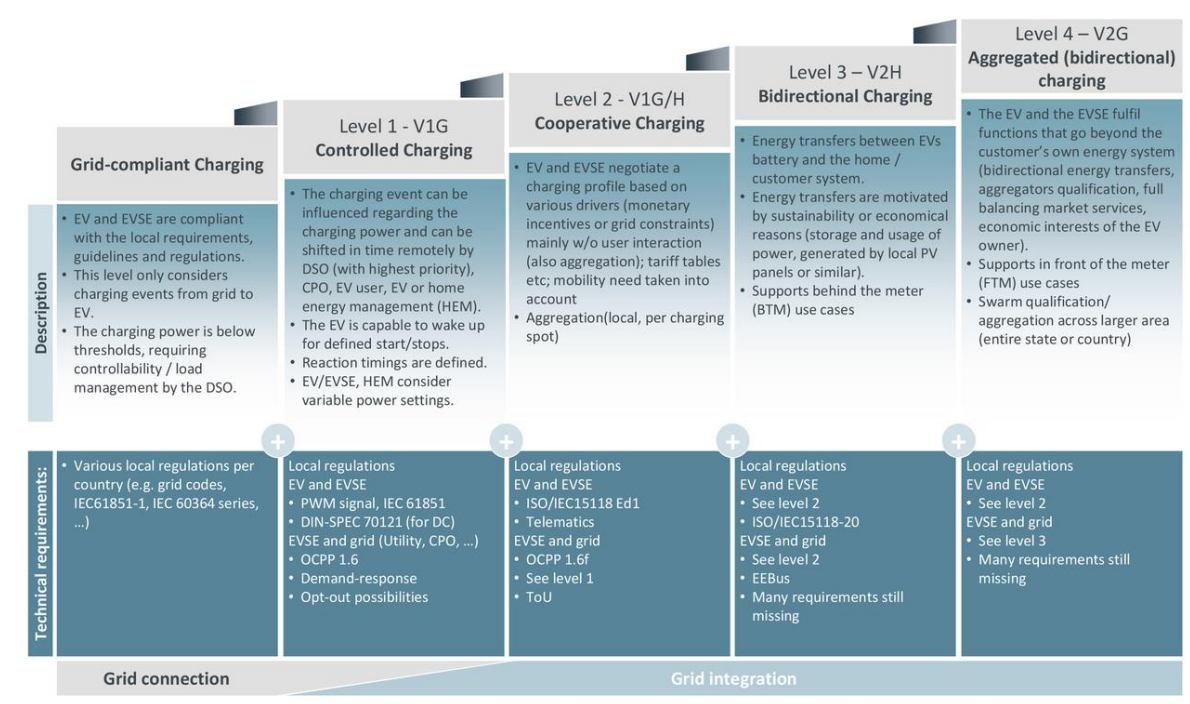 Grid-compliant Charging
Level 1 - V1G
Controlled Charging
Level 2 - V1G/H
Cooperative Charging
Level 3 – V2H
Bidirectional Charging
Level 4 – V2G
Aggregated (bidirectional)
charging
Description
• EV and EVSE are compliant
with the local requirements,
guidelines and regulations.
• This level only considers
charging events from grid to
EV.
• The charging power is below
thresholds, requiring
controllability / load
management by the DSO.
• The charging event can be
influenced regarding the
charging power and can be
shifted in time remotely by
DSO (with highest priority),
CPO, EV user, EV or home
energy management (HEM).
• The EV is capable to wake up
for defined start/stops.
• Reaction timings are defined.
• EV/EVSE, HEM consider
variable power settings.
• EV and EVSE negotiate a
charging profile based on
various drivers (monetary
incentives or grid constraints)
mainly w/o user interaction
(also aggregation); tariff tables
etc; mobility need taken into
account
• Aggregation(local, per charging
spot)
• Energy transfers between EVs
battery and the home /
customer system.
• Energy transfers are motivated
by sustainability or economical
reasons (storage and usage of
power, generated by local PV
panels or similar).
• Supports behind the meter
(BTM) use cases
• The EV and the EVSE fulfil
functions that go beyond the
customer's own energy system
(bidirectional energy transfers,
aggregators qualification, full
balancing market services,
economic interests of the EV
owner).
• Supports in front of the meter
(FTM) use cases
• Swarm qualification/
aggregation across larger area
(entire state or country)
+
+
+
+
Technical requirements:
• Various local regulations per
country (e.g. grid codes,
IEC61851-1, IEC 60364 series,
…)
Local regulations
EV and EVSE
• PWM signal, IEC 61851
• DIN-SPEC 70121 (for DC)
EVSE and grid (Utility, CPO, …)
• OCPP 1.6
• Demand-response
• Opt-out possibilities
Local regulations
EV and EVSE
• ISO/IEC15118 Ed1
• Telematics
EVSE and grid
• OCPP 1.6f
• See level 1
• ToU
Local regulations
EV and EVSE
• See level 2
• ISO/IEC15118-20
EVSE and grid
• See level 2
• EEBus
• Many requirements still
missing
Local regulations
EV and EVSE
• See level 2
EVSE and grid
• See level 3
• Many requirements still
missing
Grid connection
Grid integration